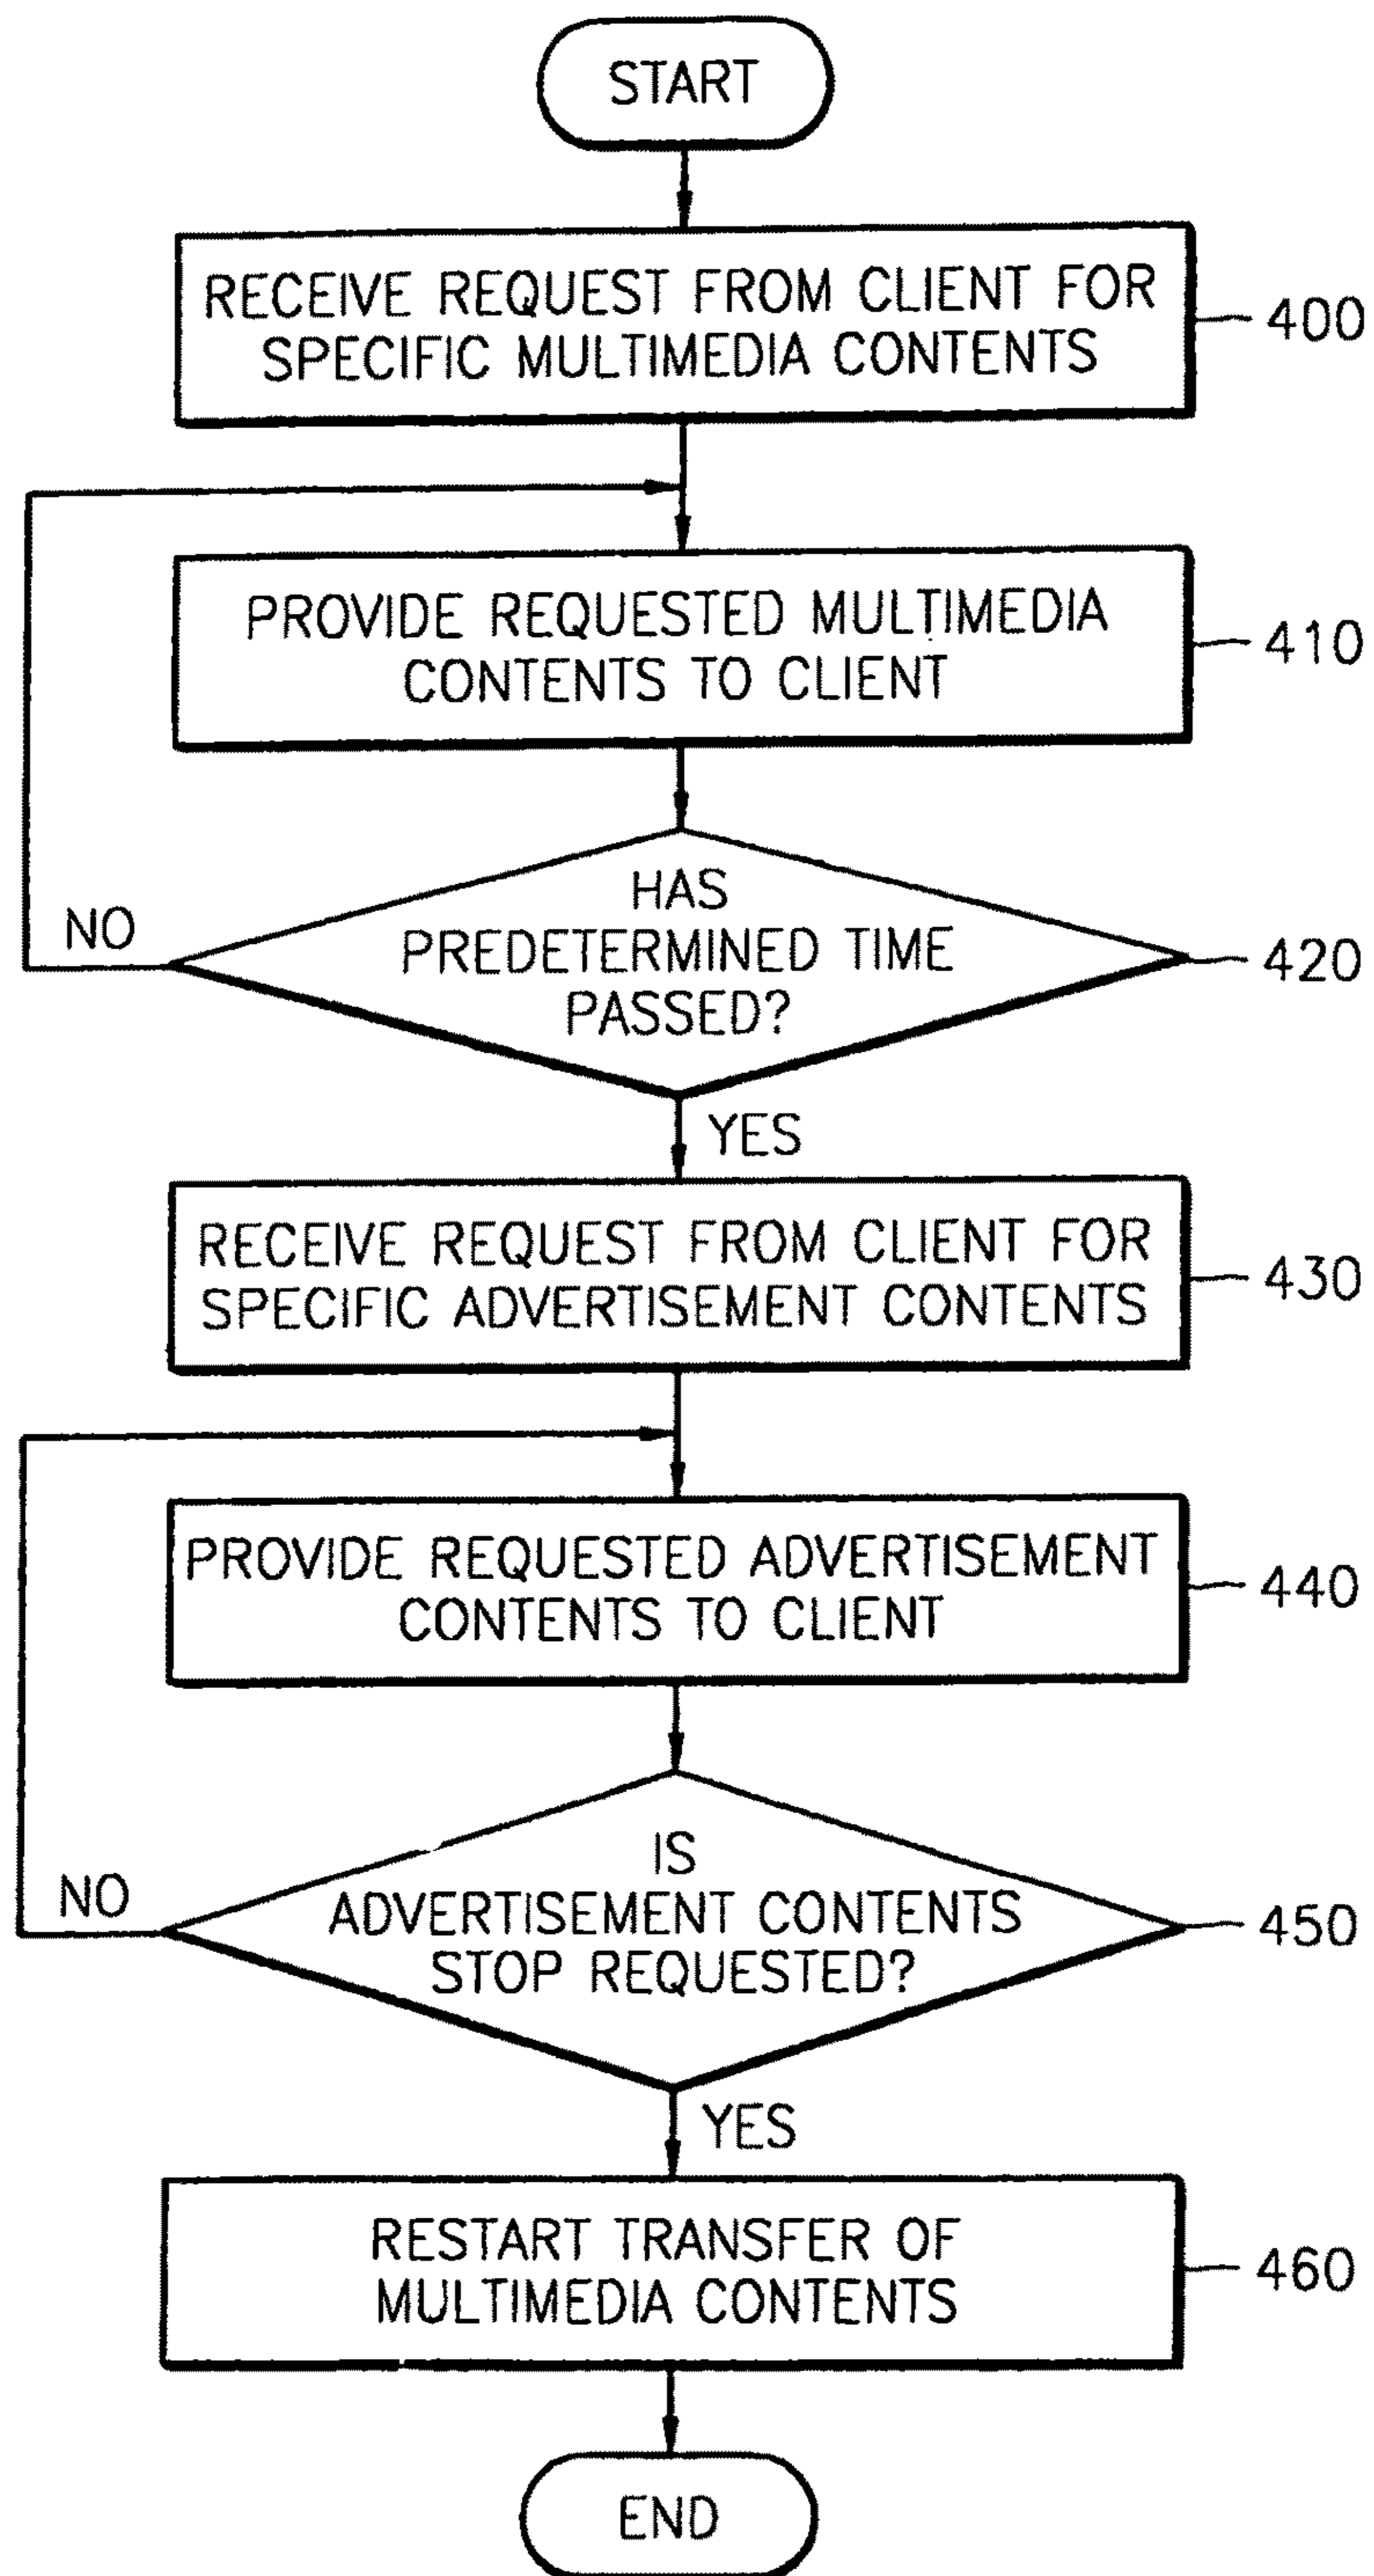 START
RECEIVE REQUEST FROM CLIENT FOR
SPECIFIC MULTIMEDIA CONTENTS
400
PROVIDE REQUESTED MULTIMEDIA
CONTENTS TO CLIENT
410
HAS
PREDETERMINED TIME
PASSED?
NO
420
YES
RECEIVE REQUEST FROM CLIENT FOR
SPECIFIC ADVERTISEMENT CONTENTS
430
PROVIDE REQUESTED ADVERTISEMENT
CONTENTS TO CLIENT
440
IS
ADVERTISEMENT CONTENTS
STOP REQUESTED?
NO
450
YES
RESTART TRANSFER OF
MULTIMEDIA CONTENTS
460
END